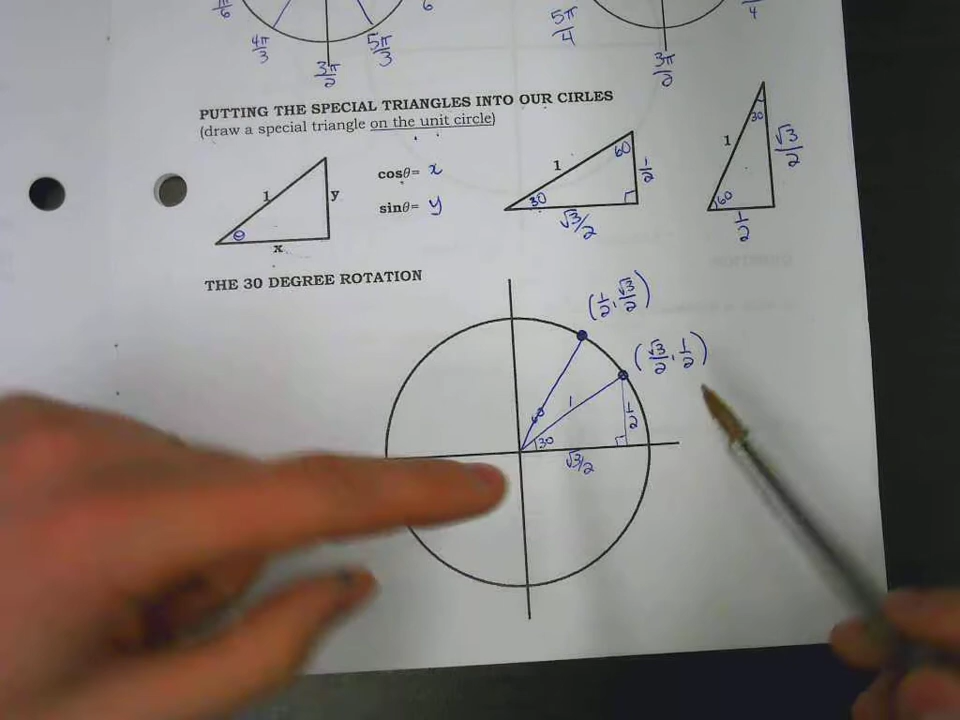 π/6
6
4π/3
5π/3
3π/2
5π/4
3π/2
4
PUTTING THE SPECIAL TRIANGLES INTO OUR CIRLES
(draw a special triangle on the unit circle)
1
θ
x
y
cosθ= x
sinθ= y
1
30
60
1/2
√3/2
1
30
60
√3/2
1/2
THE 30 DEGREE ROTATION
(1/2, √3/2)
(√3/2, 1/2)
60
1
30
1/2
√3/2